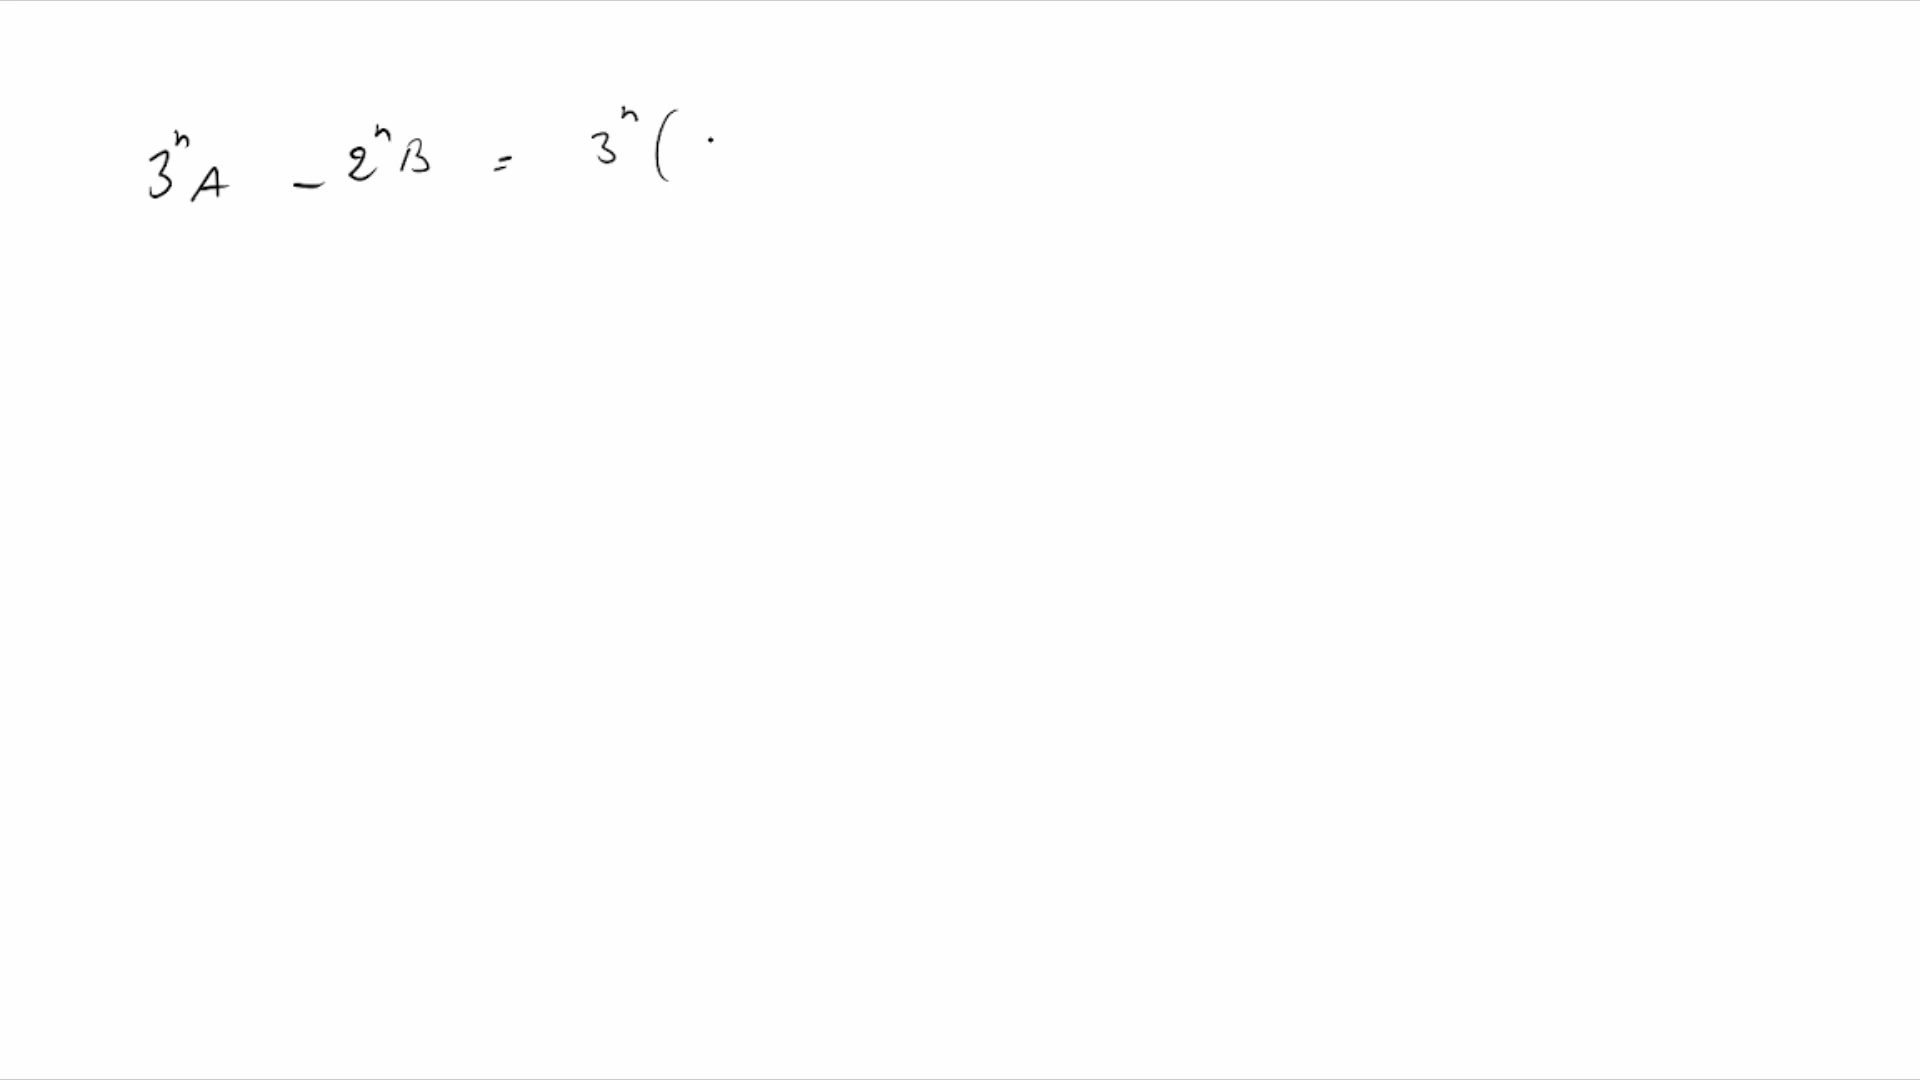 3ⁿA - 2ⁿB = 3ⁿ( .